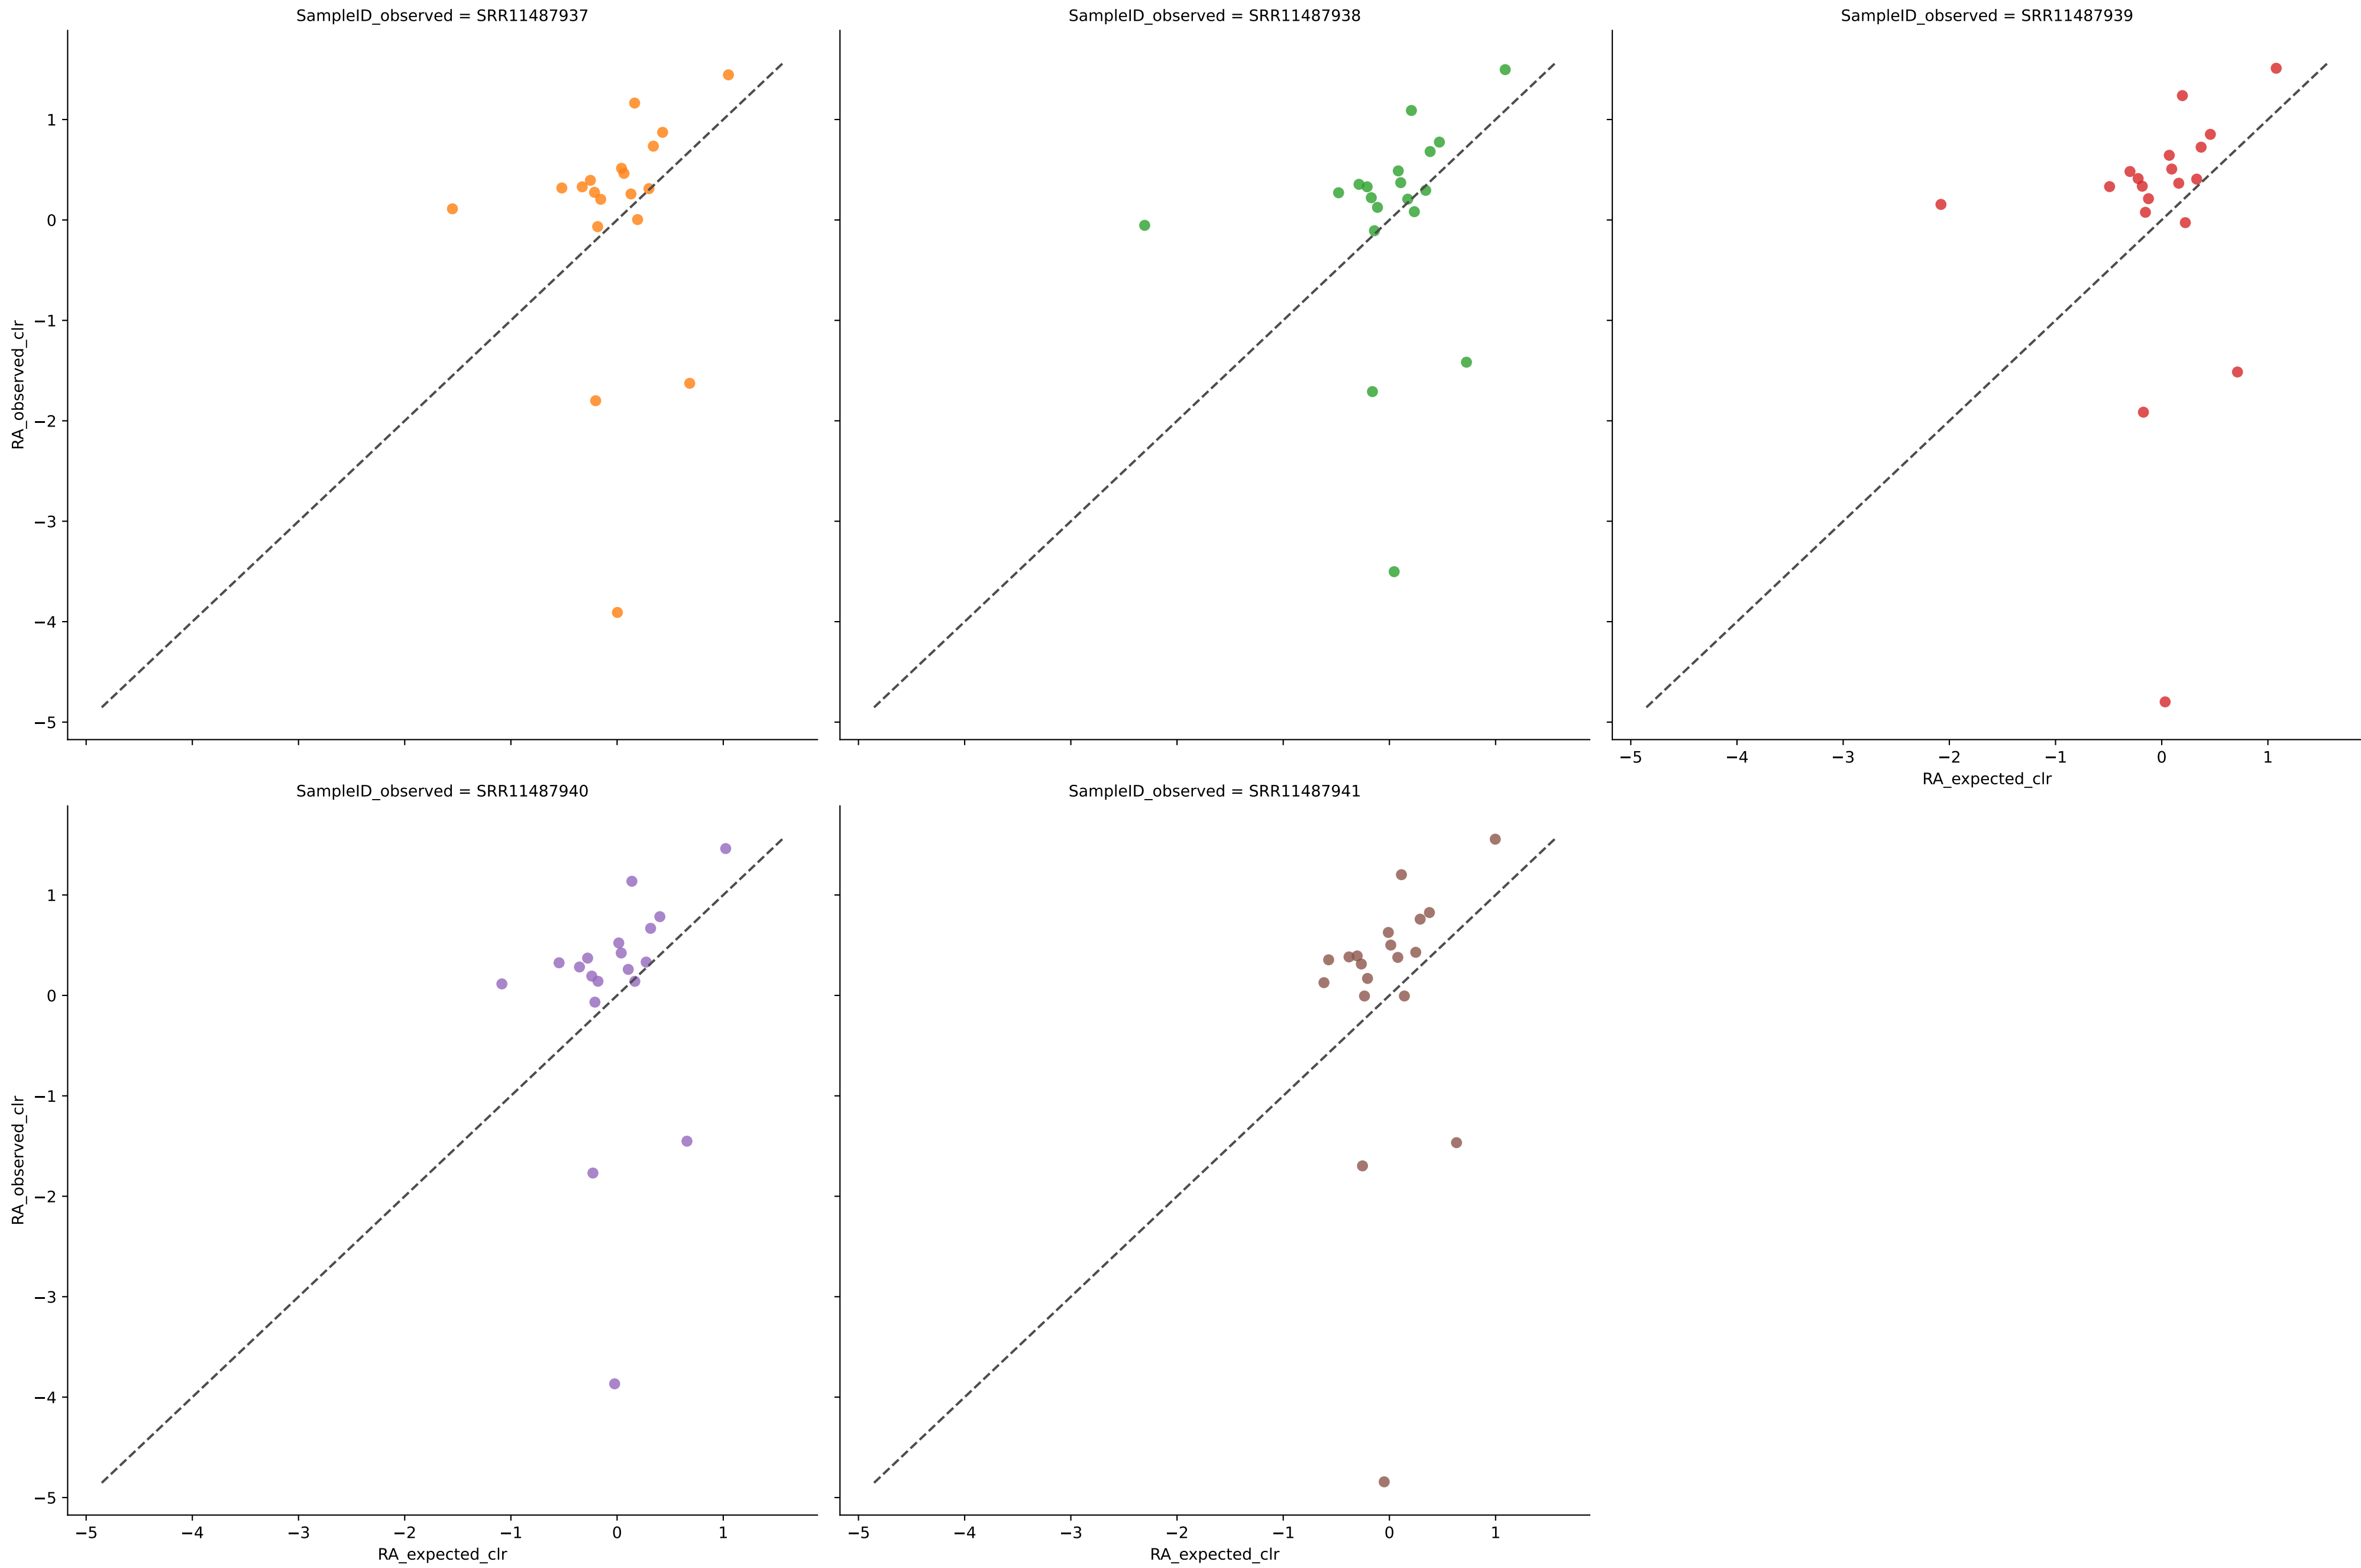 SampleID_observed = SRR11487937
SampleID_observed = SRR11487938
SampleID_observed = SRR11487939
RA_observed_clr
1
0
−1
−2
−3
−4
−5
−5 −4 −3 −2 −1 0 1
RA_expected_clr
SampleID_observed = SRR11487940
SampleID_observed = SRR11487941
RA_observed_clr
1
0
−1
−2
−3
−4
−5
−5 −4 −3 −2 −1 0 1
RA_expected_clr
−5 −4 −3 −2 −1 0 1
RA_expected_clr